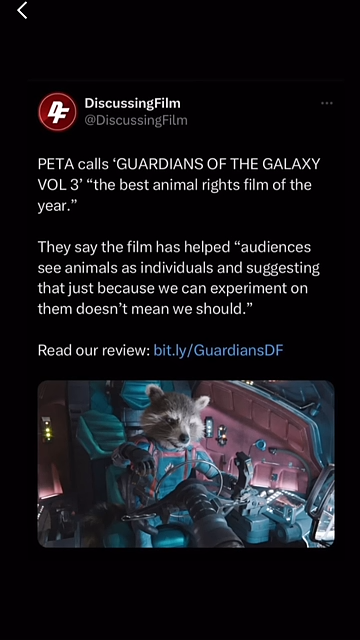 DiscussingFilm
@DiscussingFilm
PETA calls ‘GUARDIANS OF THE GALAXY
VOL 3’ “the best animal rights film of the
year.”
They say the film has helped “audiences
see animals as individuals and suggesting
that just because we can experiment on
them doesn’t mean we should.”
Read our review: bit.ly/GuardiansDF